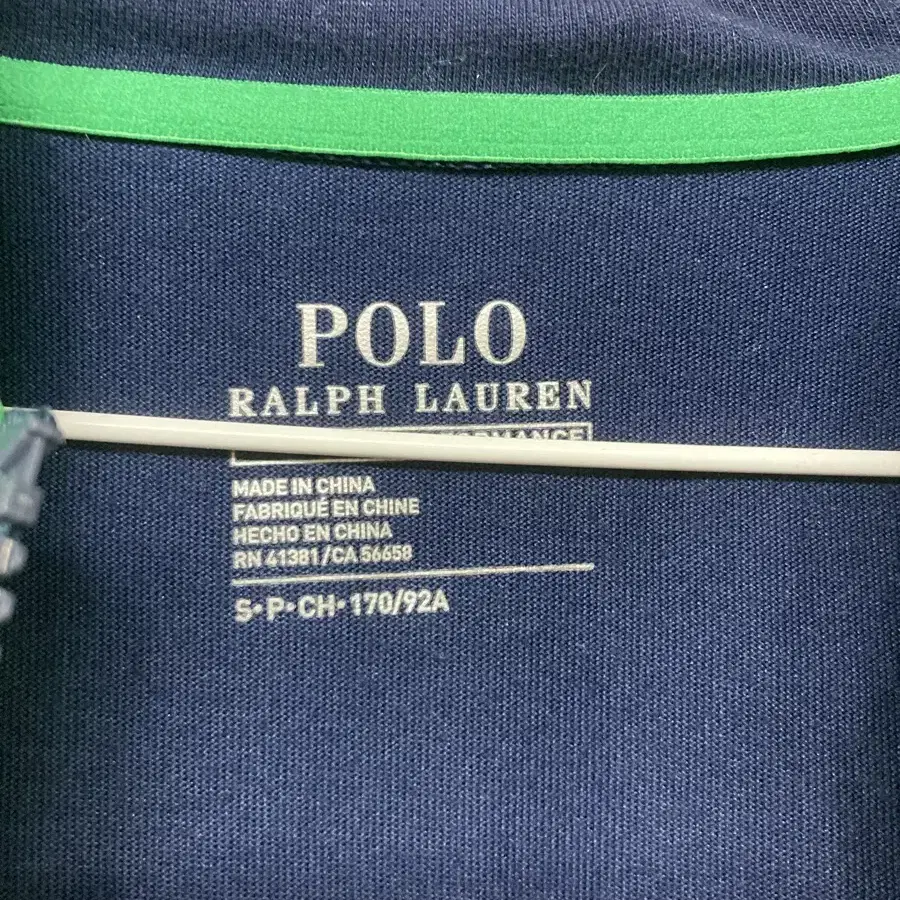 POLO
RALPH LAUREN
MADE IN CHINA
FABRIQUÉ EN CHINE
HECHO EN CHINA
RN 41381/CA 56658
S•P•CH•170/92A